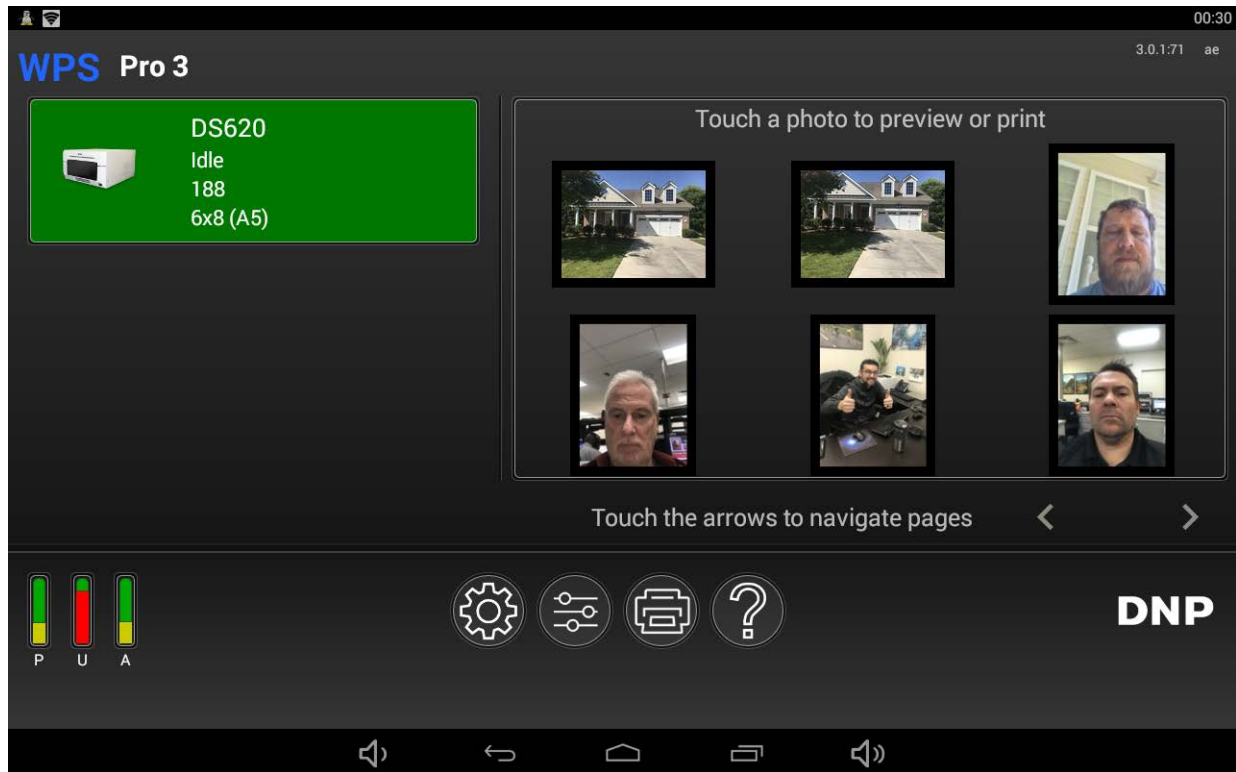 00:30
WPS Pro 3
3.0.1:71 ae
DS620
Idle
188
6x8 (A5)
Touch a photo to preview or print
Touch the arrows to navigate pages
P U A
DNP